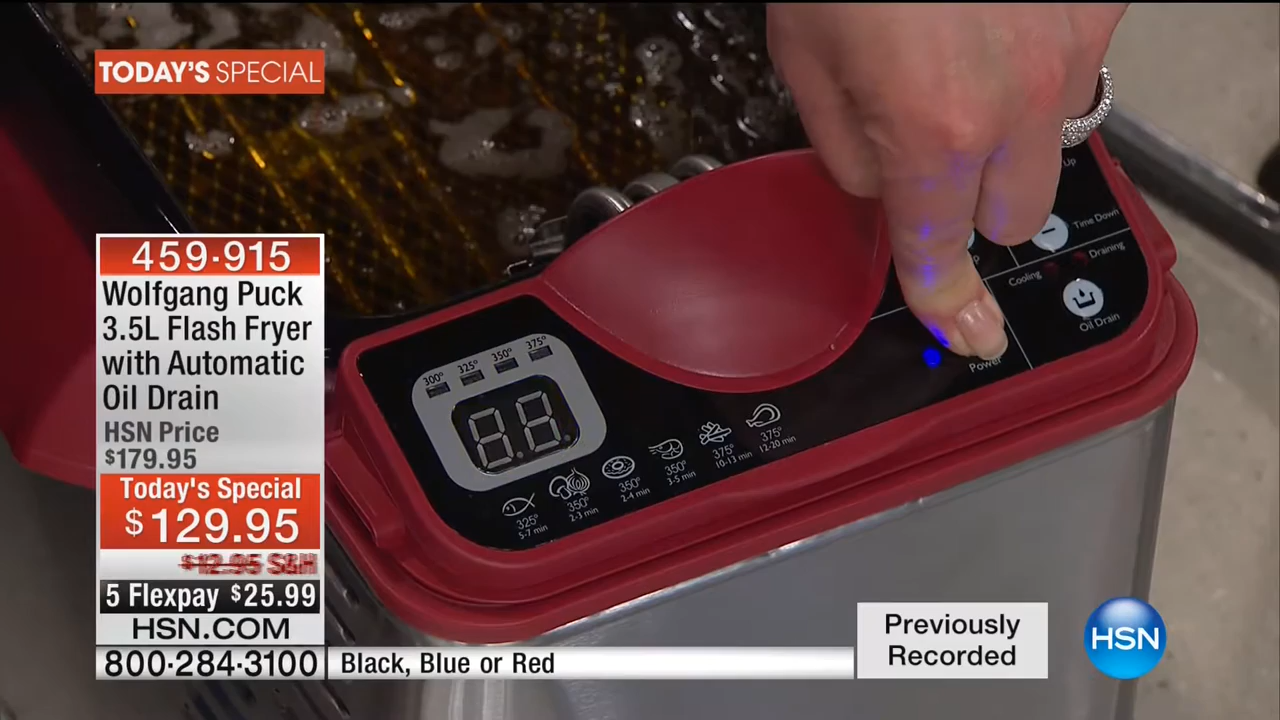 TODAY'S SPECIAL
459·915
Wolfgang Puck
3.5L Flash Fryer
with Automatic
Oil Drain
HSN Price
$179.95
Today's Special
$129.95
$12.95 S&H
5 Flexpay $25.99
HSN.COM
800·284·3100
Black, Blue or Red
Previously
Recorded
HSN
300° 325° 350° 375°
8.8.
325°
5-7 min
350°
2-3 min
350°
2-4 min
350°
3-5 min
375°
10-13 min
375°
12-20 min
Up
Time Down
Cooling
Draining
Oil Drain
Power